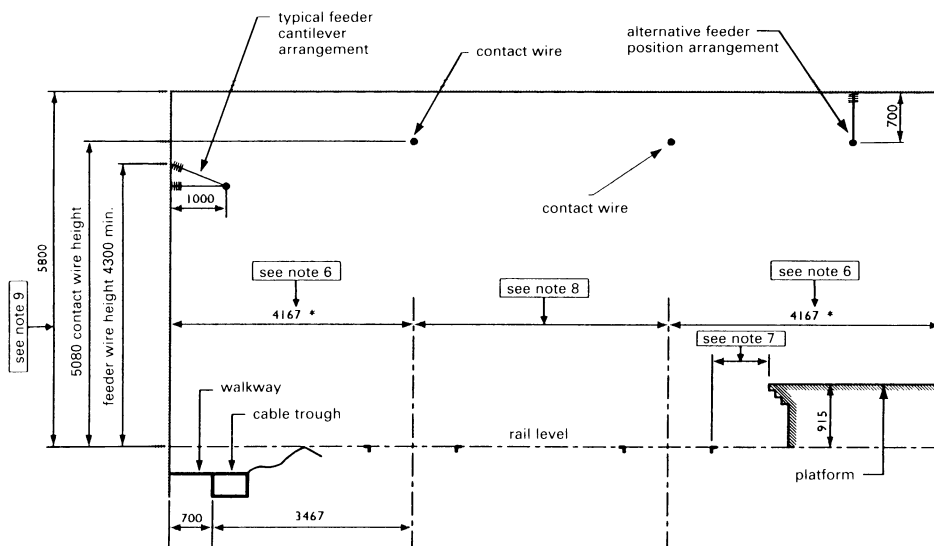 typical feeder
cantilever
arrangement
contact wire
alternative feeder
position arrangement
700
contact wire
1000
5800
5080 contact wire height
feeder wire height 4300 min.
see note 9
see note 6
see note 8
see note 6
4167 *
4167 *
see note 7
walkway
cable trough
rail level
915
platform
700
3467